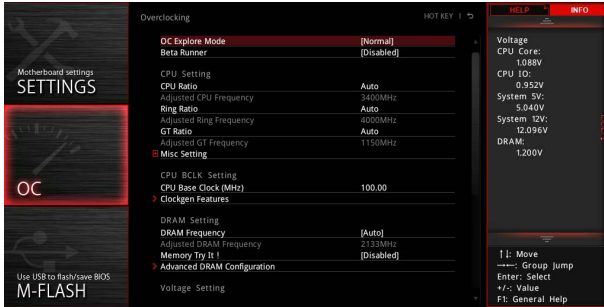 Motherboard settings
SETTINGS
OC
Use USB to flash/save BIOS
M-FLASH
Overclocking
HOT KEY
OC Explore Mode [Normal]
Beta Runner [Disabled]
CPU Setting
CPU Ratio Auto
Adjusted CPU Frequency 3400MHz
Ring Ratio Auto
Adjusted Ring Frequency 4000MHz
GT Ratio Auto
Adjusted GT Frequency 1150MHz
Misc Setting
CPU BCLK Setting
CPU Base Clock (MHz) 100.00
Clockgen Features
DRAM Setting
DRAM Frequency [Auto]
Adjusted DRAM Frequency 2133MHz
Memory Try It ! [Disabled]
Advanced DRAM Configuration
Voltage Setting
HELP
INFO
Voltage
CPU Core:
1.088V
CPU IO:
0.952V
System 5V:
5.040V
System 12V:
12.096V
DRAM:
1.200V
↑↓: Move
→←: Group Jump
Enter: Select
+/-: Value
F1: General Help